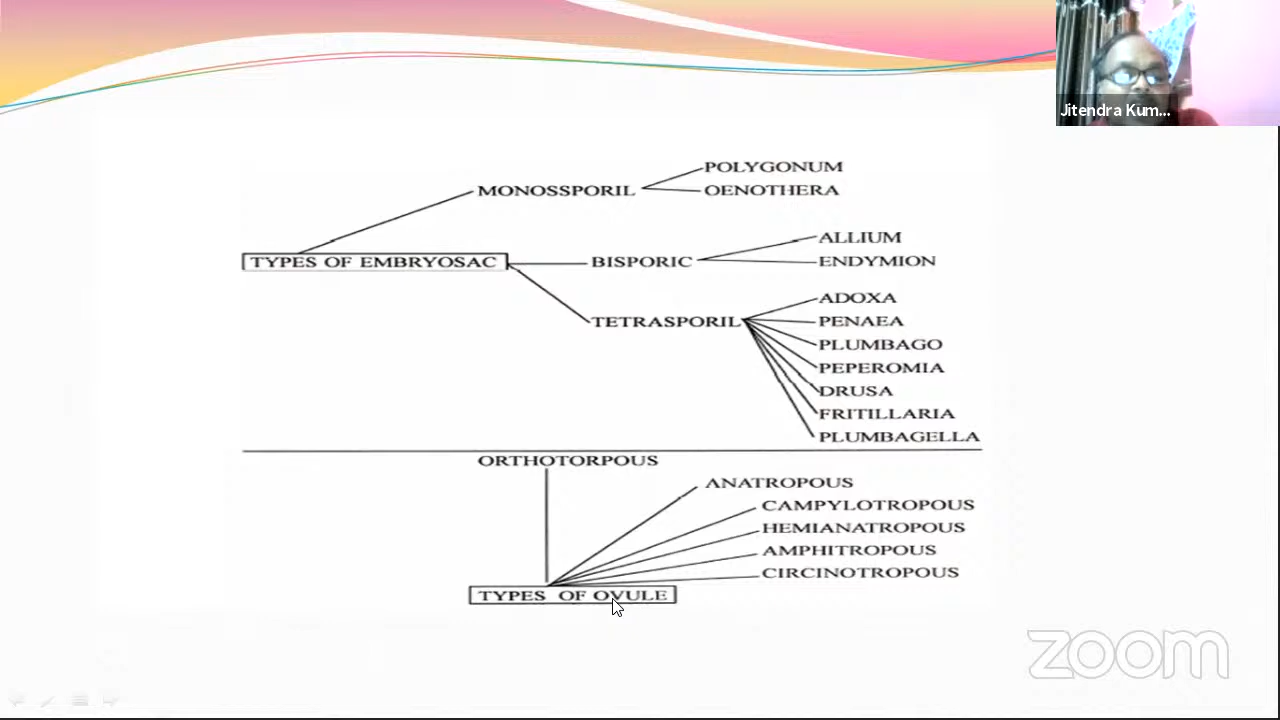 Jitendra Kum...
POLYGONUM
MONOSSPORIL
OENOTHERA
ALLIUM
TYPES OF EMBRYOSAC
BISPORIC
ENDYMION
ADOXA
TETRASPORIL
PENAEA
PLUMBAGO
PEPEROMIA
DRUSA
FRITILLARIA
PLUMBAGELLA
ORTHOTORPOUS
ANATROPOUS
CAMPYLOTROPOUS
HEMIANATROPOUS
AMPHITROPOUS
CIRCINOTROPOUS
TYPES OF OVULE
zoom